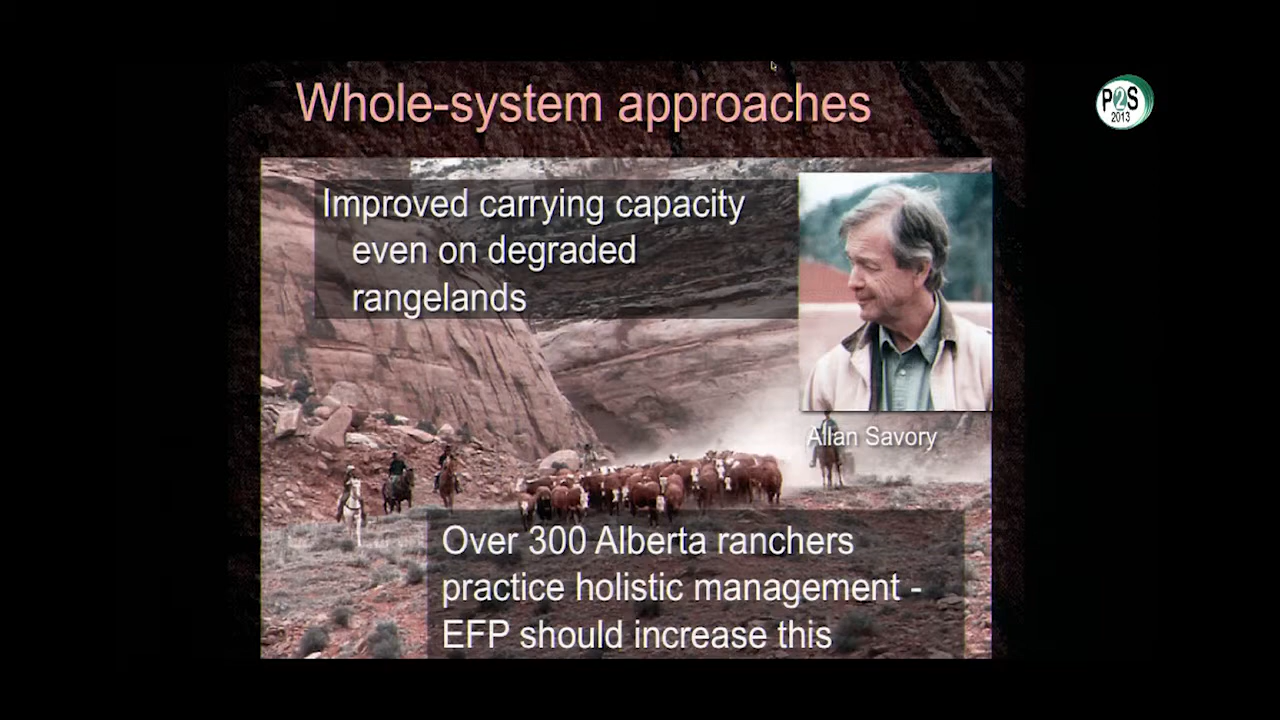 Whole-system approaches
P2S
2013
Improved carrying capacity
even on degraded
rangelands
Allan Savory
Over 300 Alberta ranchers
practice holistic management -
EFP should increase this